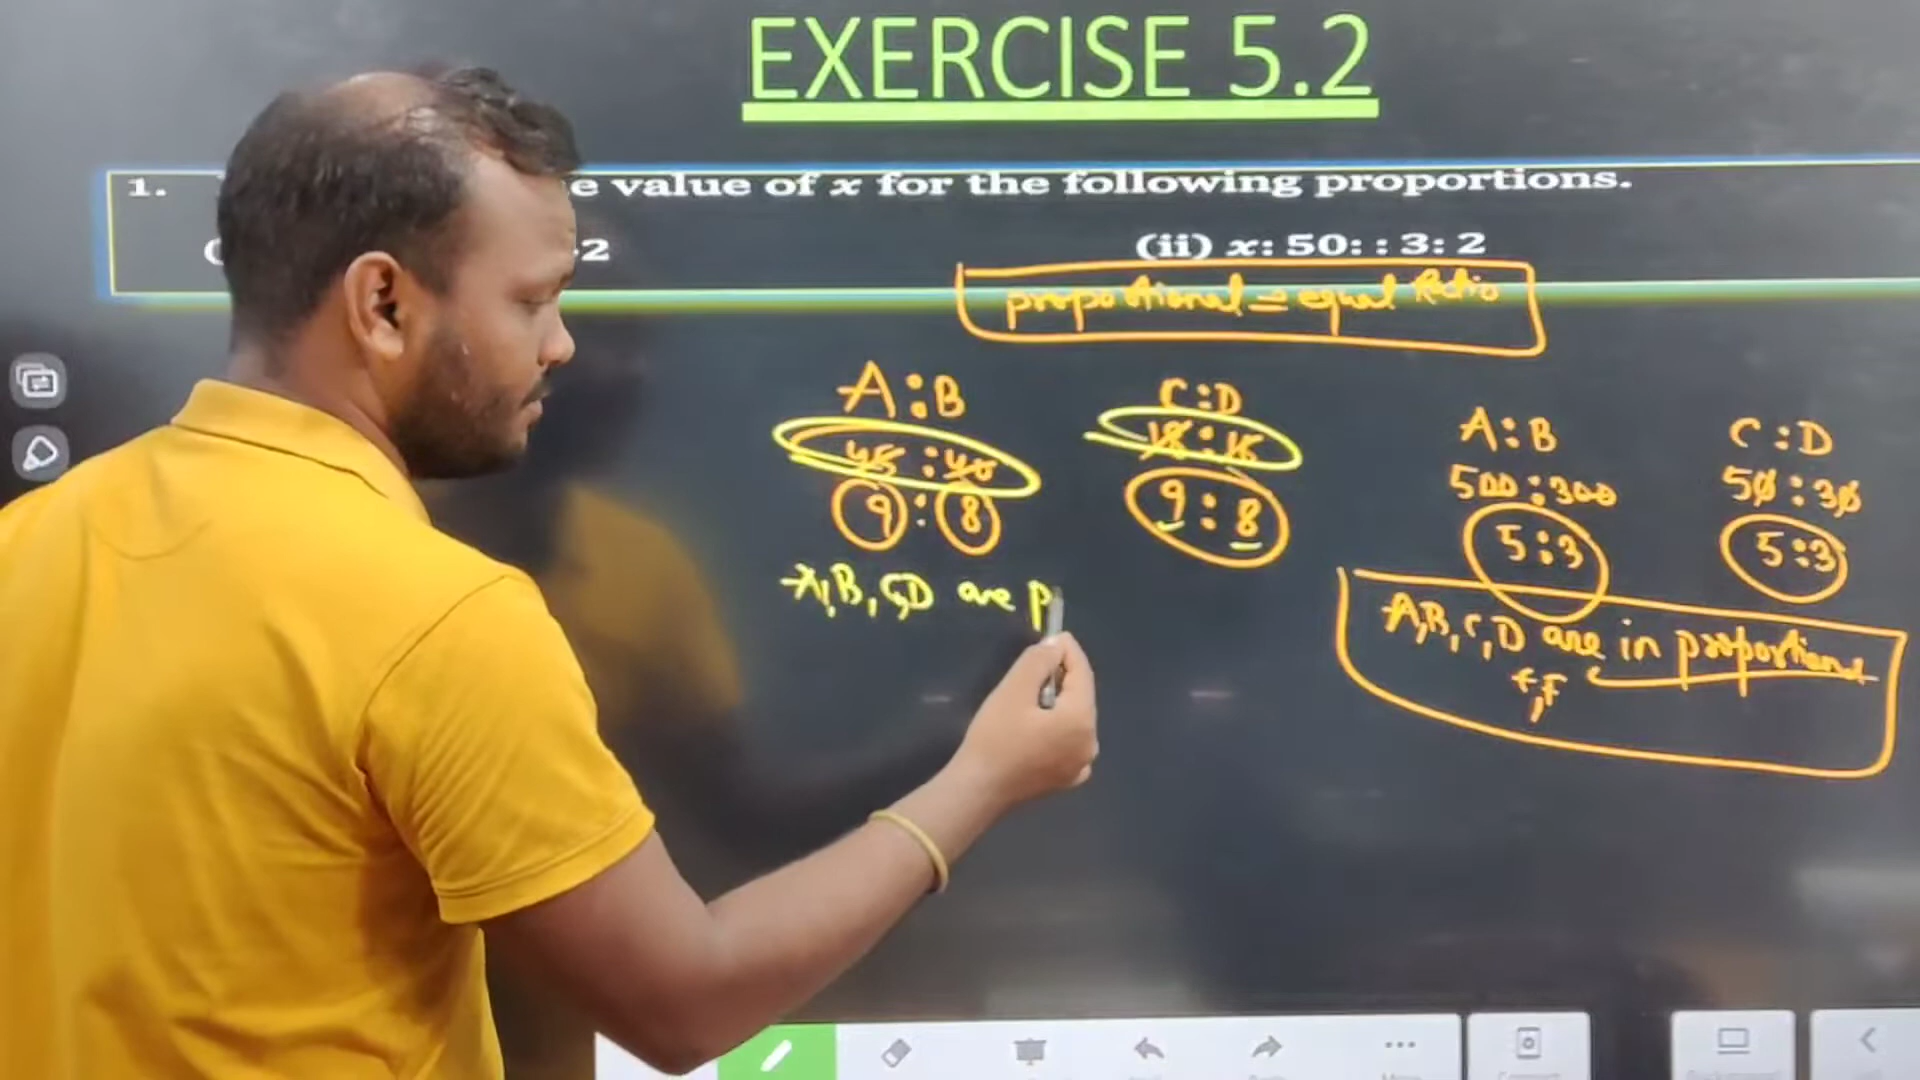 EXERCISE 5.2
1. e value of x for the following proportions.
( 2 (ii) x: 50: : 3: 2
proportional = equal Ratio
A : B C : D
45 : 40 18 : 16
9 : 8 9 : 8
A, B, C, D are p
A : B C : D
500 : 300 50 : 30
5 : 3 5 : 3
A, B, C, D are in proportional